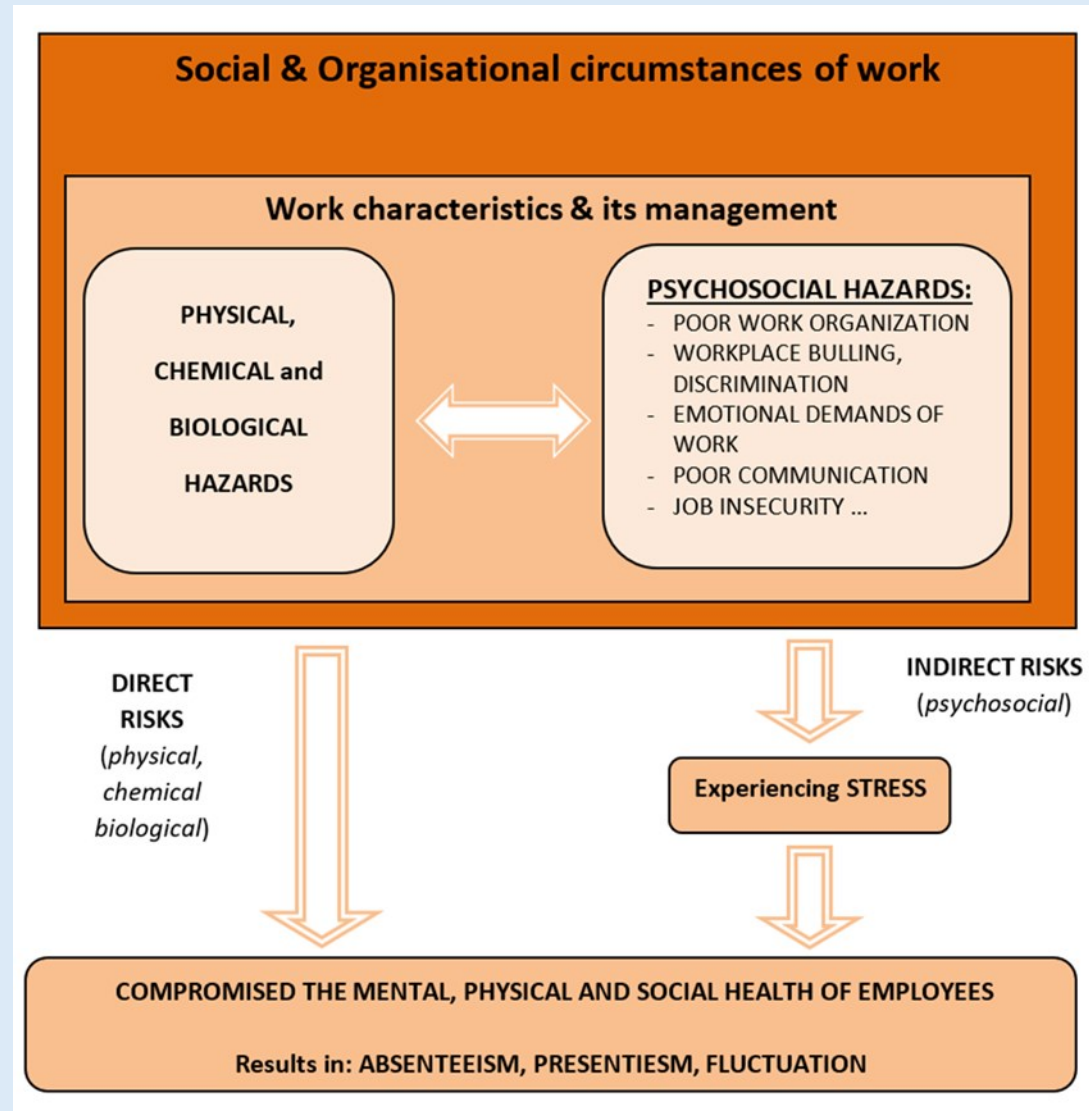 Social & Organisational circumstances of work
Work characteristics & its management
PHYSICAL,
CHEMICAL and
BIOLOGICAL
HAZARDS
PSYCHOSOCIAL HAZARDS:
- POOR WORK ORGANIZATION
- WORKPLACE BULLING,
DISCRIMINATION
- EMOTIONAL DEMANDS OF
WORK
- POOR COMMUNICATION
- JOB INSECURITY ...
DIRECT
RISKS
(physical,
chemical
biological)
INDIRECT RISKS
(psychosocial)
Experiencing STRESS
COMPROMISED THE MENTAL, PHYSICAL AND SOCIAL HEALTH OF EMPLOYEES
Results in: ABSENTEEISM, PRESENTIESM, FLUCTUATION